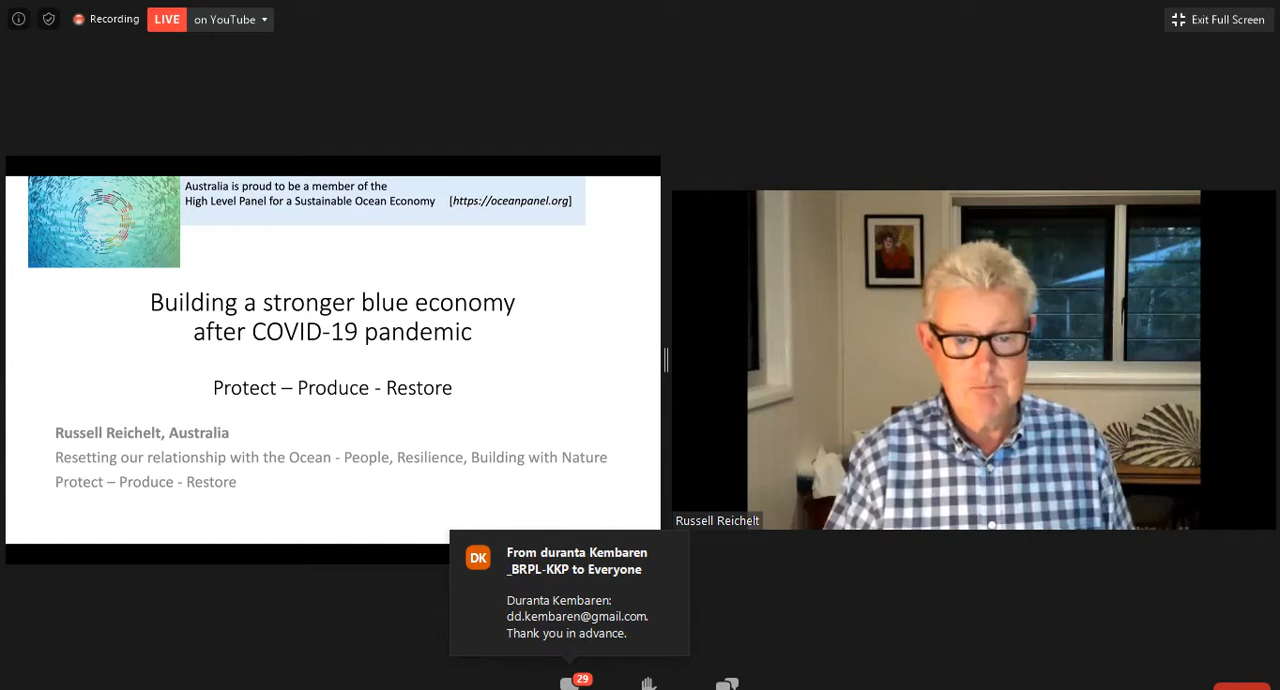 Recording
LIVE on YouTube
Exit Full Screen
Australia is proud to be a member of the
High Level Panel for a Sustainable Ocean Economy [https://oceanpanel.org]
Building a stronger blue economy
after COVID-19 pandemic
Protect – Produce - Restore
Russell Reichelt, Australia
Resetting our relationship with the Ocean - People, Resilience, Building with Nature
Protect – Produce - Restore
Russell Reichelt
DK
From duranta Kembaren
_BRPL-KKP to Everyone
Duranta Kembaren:
dd.kembaren@gmail.com.
Thank you in advance.
29